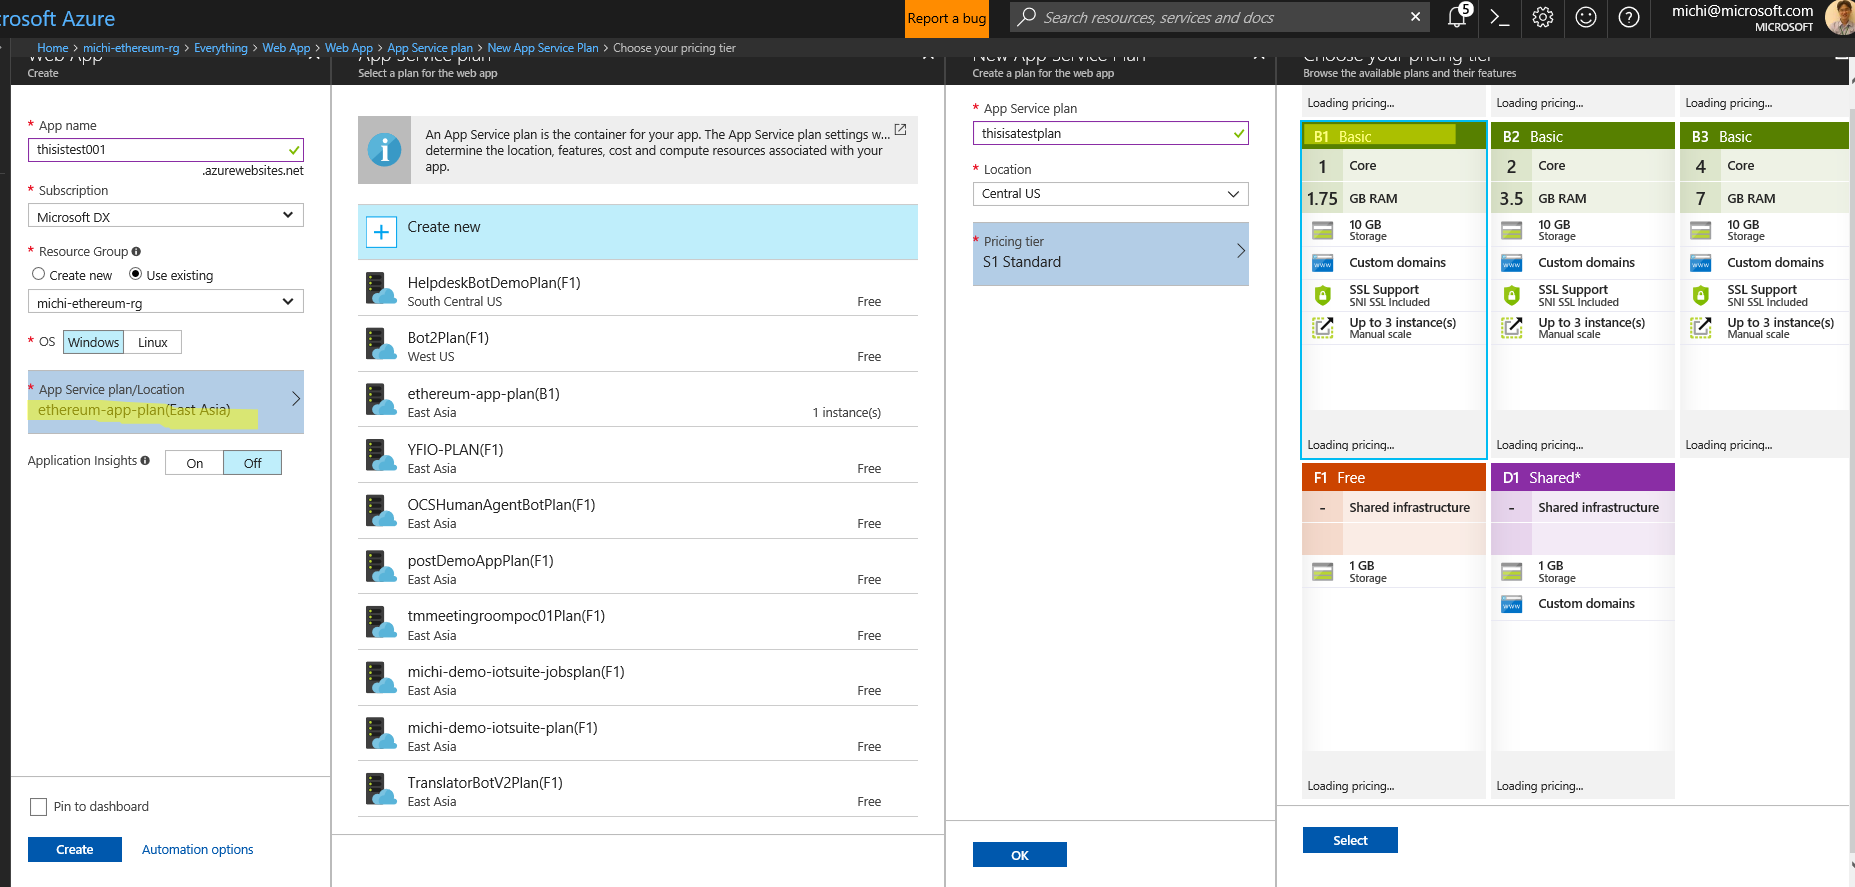 rosoft Azure
Report a bug
Search resources, services and docs
5
michi@microsoft.com
MICROSOFT
Home > michi-ethereum-rg > Everything > Web App > Web App > App Service plan > New App Service Plan > Choose your pricing tier
Web App
Create
* App name
thisistest001
.azurewebsites.net
* Subscription
Microsoft DX
* Resource Group
Create new
Use existing
michi-ethereum-rg
* OS
Windows
Linux
* App Service plan/Location
ethereum-app-plan(East Asia)
Application Insights
On
Off
Pin to dashboard
Create
Automation options
App Service plan
Select a plan for the web app
An App Service plan is the container for your app. The App Service plan settings w...
determine the location, features, cost and compute resources associated with your
app.
Create new
HelpdeskBotDemoPlan(F1)
South Central US
Free
Bot2Plan(F1)
West US
Free
ethereum-app-plan(B1)
East Asia
1 instance(s)
YFIO-PLAN(F1)
East Asia
Free
OCSHumanAgentBotPlan(F1)
East Asia
Free
postDemoAppPlan(F1)
East Asia
Free
tmmeetingroompoc01Plan(F1)
East Asia
Free
michi-demo-iotsuite-jobsplan(F1)
East Asia
Free
michi-demo-iotsuite-plan(F1)
East Asia
Free
TranslatorBotV2Plan(F1)
East Asia
Free
New App Service Plan
Create a plan for the web app
* App Service plan
thisisatestplan
* Location
Central US
* Pricing tier
S1 Standard
OK
Choose your pricing tier
Browse the available plans and their features
Loading pricing...
Loading pricing...
Loading pricing...
B1 Basic
1 Core
1.75 GB RAM
10 GB
Storage
www
Custom domains
SSL Support
SNI SSL Included
Up to 3 instance(s)
Manual scale
Loading pricing...
B2 Basic
2 Core
3.5 GB RAM
10 GB
Storage
www
Custom domains
SSL Support
SNI SSL Included
Up to 3 instance(s)
Manual scale
Loading pricing...
B3 Basic
4 Core
7 GB RAM
10 GB
Storage
www
Custom domains
SSL Support
SNI SSL Included
Up to 3 instance(s)
Manual scale
Loading pricing...
F1 Free
- Shared infrastructure
1 GB
Storage
Loading pricing...
D1 Shared*
- Shared infrastructure
1 GB
Storage
www
Custom domains
Loading pricing...
Select